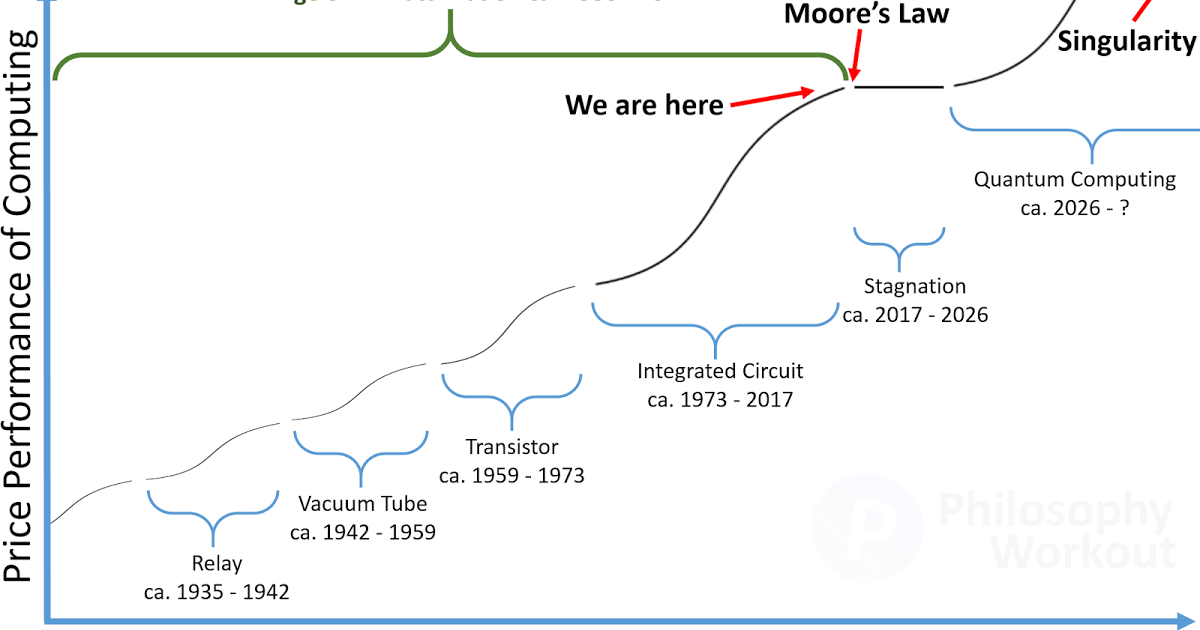 Moore's Law
Singularity
We are here
Price Performance of Computing
Quantum Computing
ca. 2026 - ?
Stagnation
ca. 2017 - 2026
Integrated Circuit
ca. 1973 - 2017
Transistor
ca. 1959 - 1973
Vacuum Tube
ca. 1942 - 1959
Relay
ca. 1935 - 1942
Philosophy
Workout